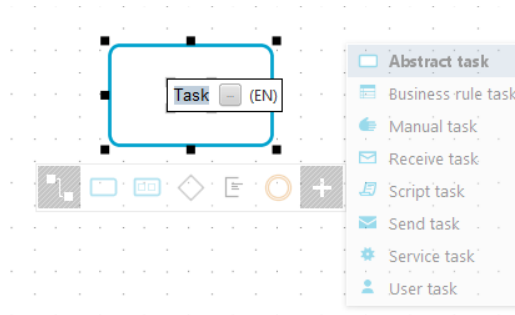 Task (EN)
Abstract task
Business rule task
Manual task
Receive task
Script task
Send task
Service task
User task